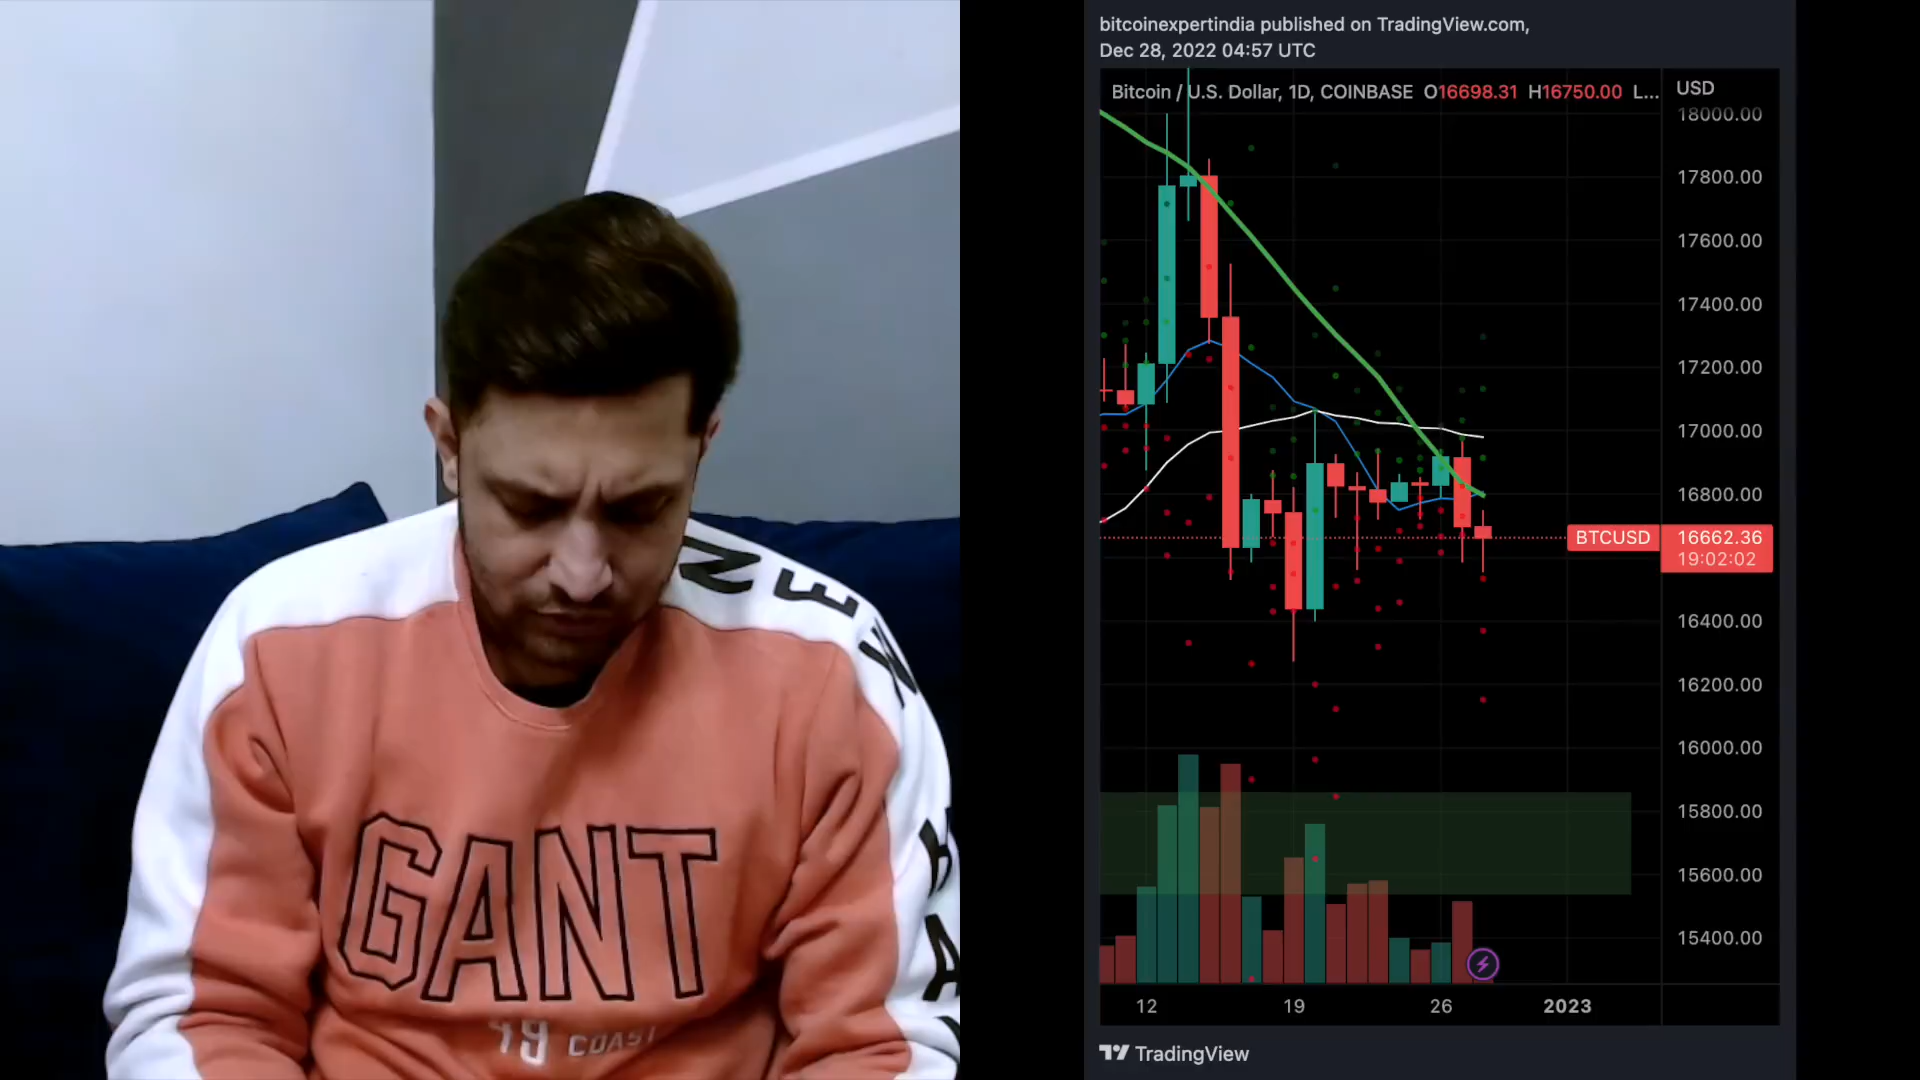 bitcoinexpertindia published on TradingView.com,
Dec 28, 2022 04:57 UTC
Bitcoin / U.S. Dollar, 1D, COINBASE O16698.31 H16750.00 L...
USD
18000.00
17800.00
17600.00
17400.00
17200.00
17000.00
16800.00
BTCUSD 16662.36
19:02:02
16400.00
16200.00
16000.00
15800.00
15600.00
15400.00
12 19 26 2023
TradingView
GANT
49 COAST